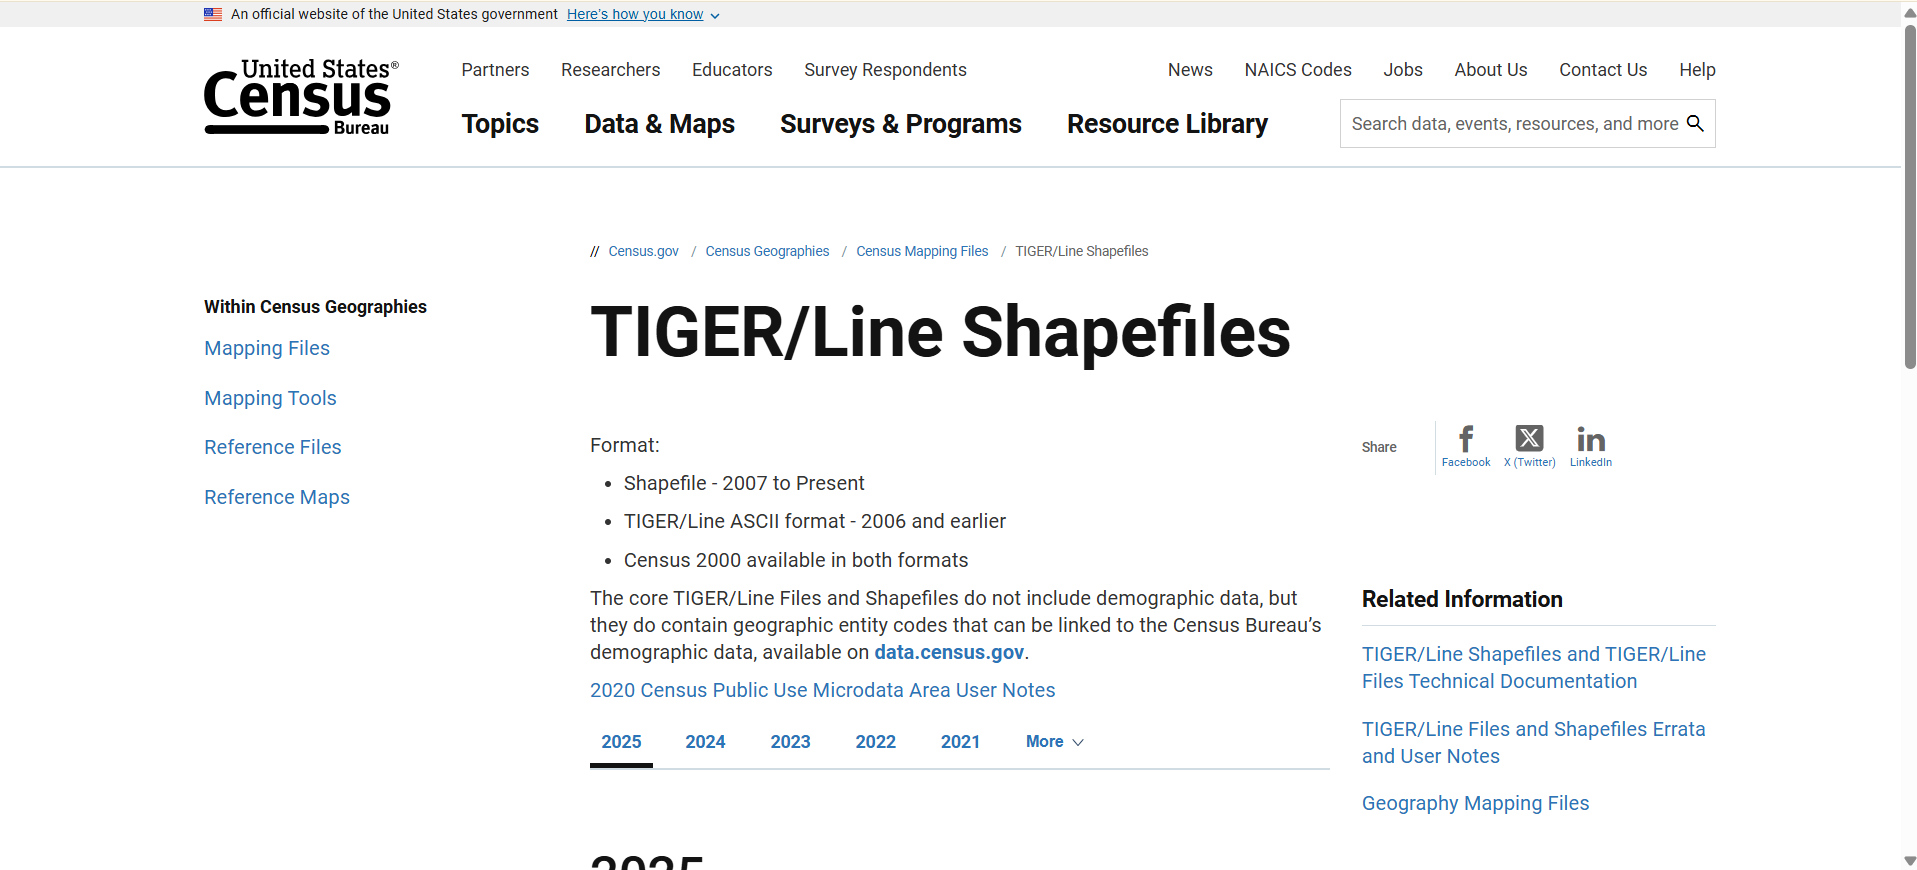 An official website of the United States government Here's how you know
United States®
Census
Bureau
Partners Researchers Educators Survey Respondents
News NAICS Codes Jobs About Us Contact Us Help
Topics Data & Maps Surveys & Programs Resource Library
Search data, events, resources, and more
// Census.gov / Census Geographies / Census Mapping Files / TIGER/Line Shapefiles
Within Census Geographies
Mapping Files
Mapping Tools
Reference Files
Reference Maps
TIGER/Line Shapefiles
Format:
• Shapefile - 2007 to Present
• TIGER/Line ASCII format - 2006 and earlier
• Census 2000 available in both formats
The core TIGER/Line Files and Shapefiles do not include demographic data, but
they do contain geographic entity codes that can be linked to the Census Bureau’s
demographic data, available on data.census.gov.
2020 Census Public Use Microdata Area User Notes
2025 2024 2023 2022 2021 More
2025
Share
Facebook X (Twitter) LinkedIn
Related Information
TIGER/Line Shapefiles and TIGER/Line
Files Technical Documentation
TIGER/Line Files and Shapefiles Errata
and User Notes
Geography Mapping Files